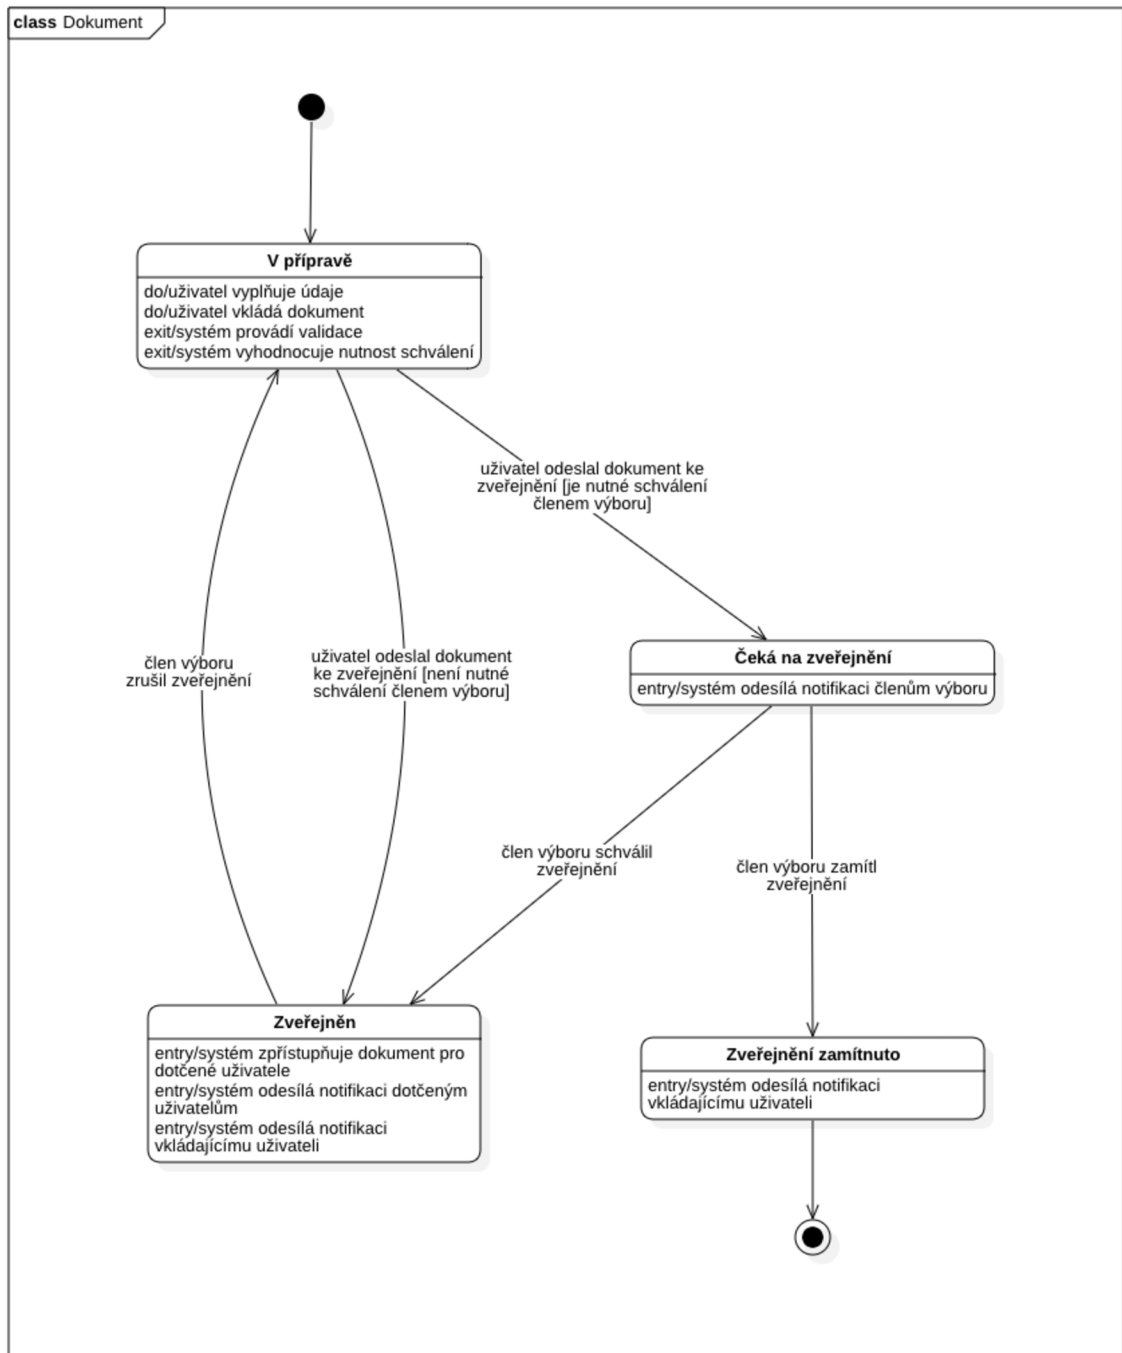 class Dokument
V přípravě
do/uživatel vyplňuje údaje
do/uživatel vkládá dokument
exit/systém provádí validace
exit/systém vyhodnocuje nutnost schválení
uživatel odeslal dokument ke
zveřejnění [je nutné schválení
členem výboru]
člen výboru
zrušil zveřejnění
uživatel odeslal dokument
ke zveřejnění [není nutné
schválení členem výboru]
Čeká na zveřejnění
entry/systém odesílá notifikaci členům výboru
člen výboru schválil
zveřejnění
člen výboru zamítl
zveřejnění
Zveřejněn
entry/systém zpřístupňuje dokument pro
dotčené uživatele
entry/systém odesílá notifikaci dotčeným
uživatelům
entry/systém odesílá notifikaci
vkládajícímu uživateli
Zveřejnění zamítnuto
entry/systém odesílá notifikaci
vkládajícímu uživateli